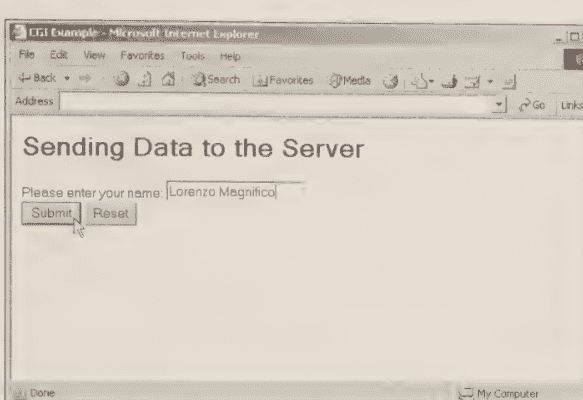 CGI Example - Microsoft Internet Explorer
File Edit View Favorites Tools Help
Back Search Favorites Media
Address Go Links
Sending Data to the Server
Please enter your name: Lorenzo Magnifico
Submit Reset
Done My Computer